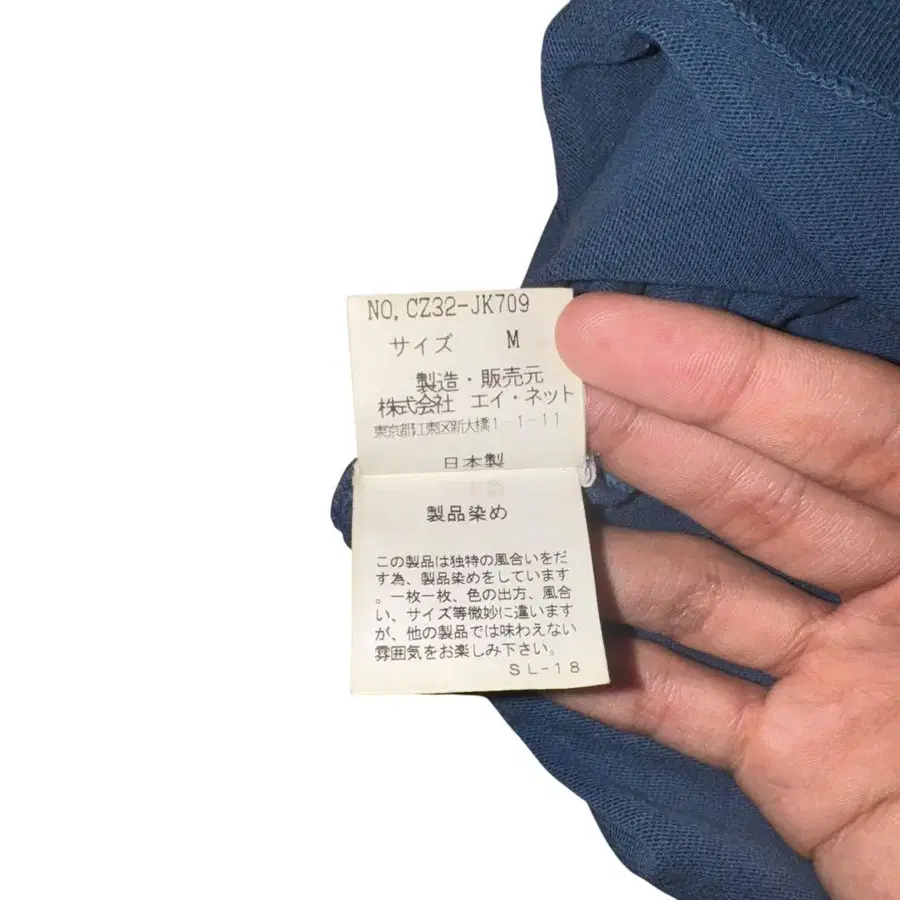 NO. CZ32-JK709
サイズ M
製造・販売元
株式会社 エイ・ネット
東京都江東区新大橋1-1-11
日本製
製品染め
この製品は独特の風合いをだ
す為、製品染めをしています
。一枚一枚、色の出方、風合
い、サイズ等微妙に違います
が、他の製品では味わえない
雰囲気をお楽しみ下さい。
SL-18